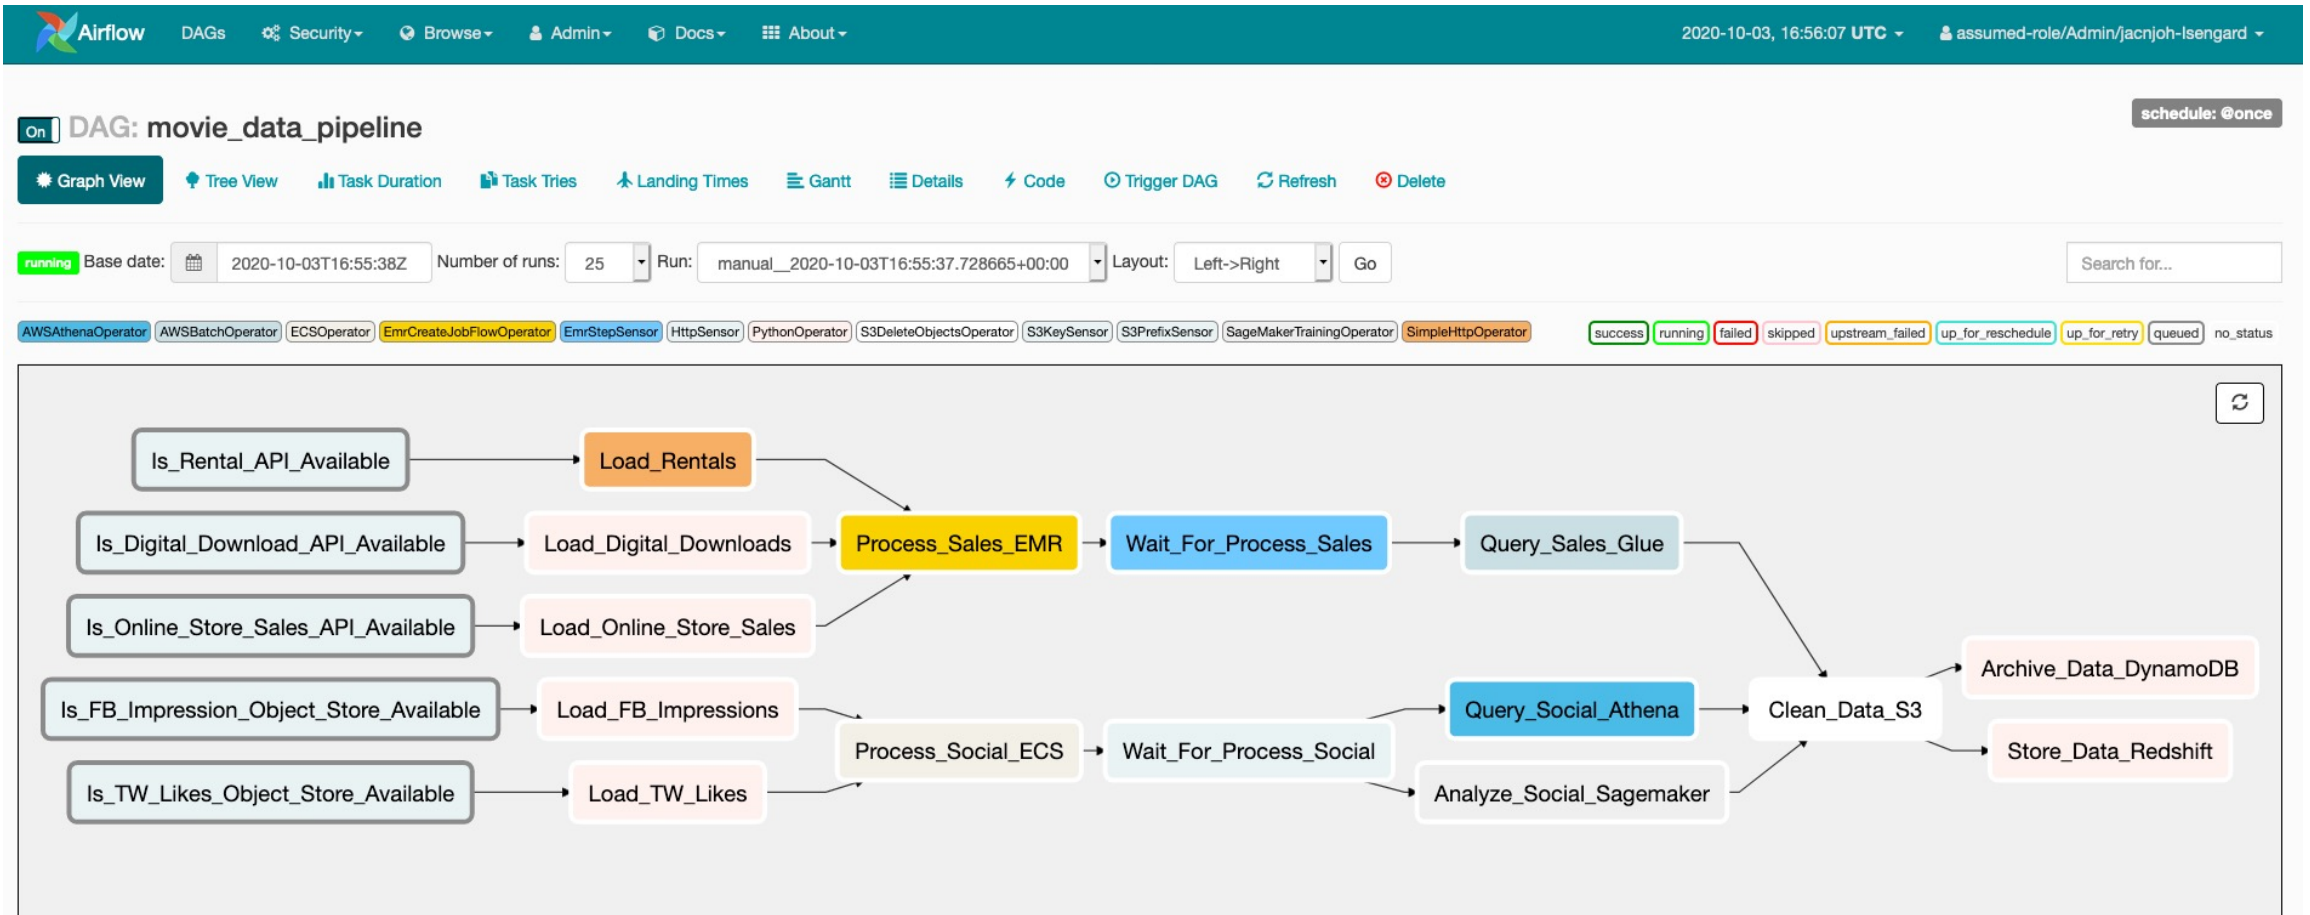 Airflow DAGs Security Browse Admin Docs About 2020-10-03, 16:56:07 UTC assumed-role/Admin/jacnjoh-Isengard
On DAG: movie_data_pipeline schedule: @once
Graph View Tree View Task Duration Task Tries Landing Times Gantt Details Code Trigger DAG Refresh Delete
running Base date: 2020-10-03T16:55:38Z Number of runs: 25 Run: manual__2020-10-03T16:55:37.728665+00:00 Layout: Left->Right Go Search for...
AWSAthenaOperator AWSBatchOperator ECSOperator EmrCreateJobFlowOperator EmrStepSensor HttpSensor PythonOperator S3DeleteObjectsOperator S3KeySensor S3PrefixSensor SageMakerTrainingOperator SimpleHttpOperator success running failed skipped upstream_failed up_for_reschedule up_for_retry queued no_status
Is_Rental_API_Available Load_Rentals
Is_Digital_Download_API_Available Load_Digital_Downloads Process_Sales_EMR Wait_For_Process_Sales Query_Sales_Glue
Is_Online_Store_Sales_API_Available Load_Online_Store_Sales
Archive_Data_DynamoDB
Is_FB_Impression_Object_Store_Available Load_FB_Impressions Query_Social_Athena Clean_Data_S3
Process_Social_ECS Wait_For_Process_Social Store_Data_Redshift
Is_TW_Likes_Object_Store_Available Load_TW_Likes Analyze_Social_Sagemaker